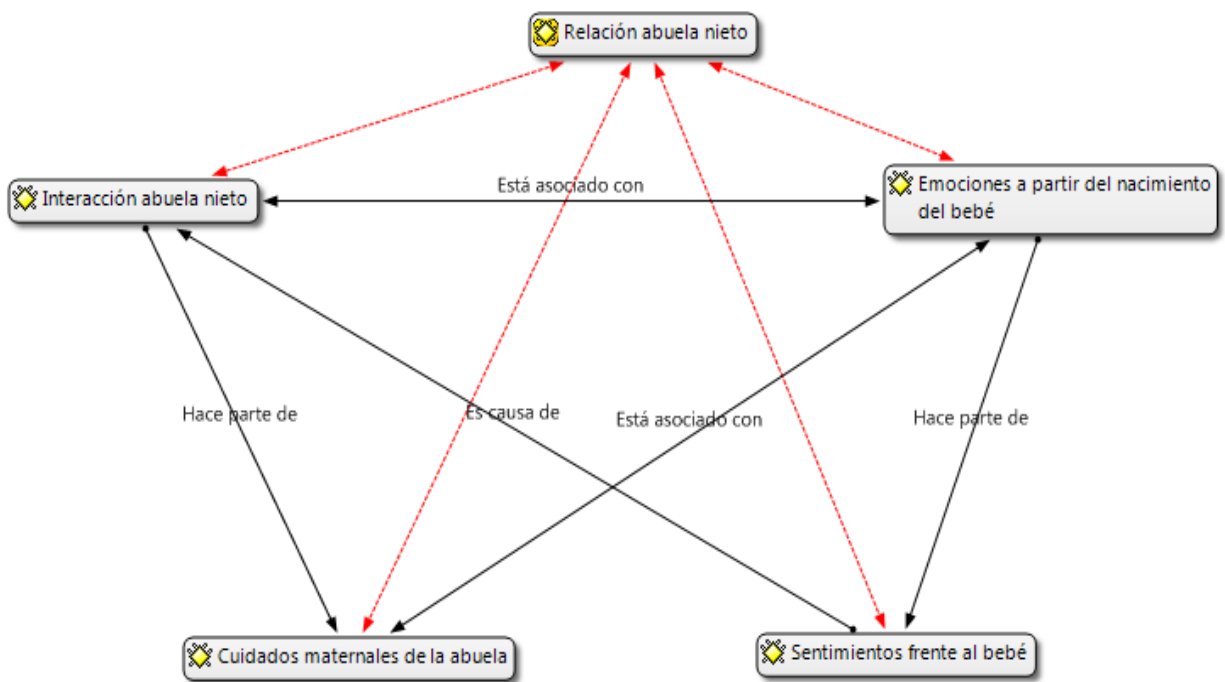 Relación abuela nieto
Está asociado con
Interacción abuela nieto
Emociones a partir del nacimiento
del bebé
Hace parte de
Es causa de
Está asociado con
Hace parte de
Cuidados maternales de la abuela
Sentimientos frente al bebé